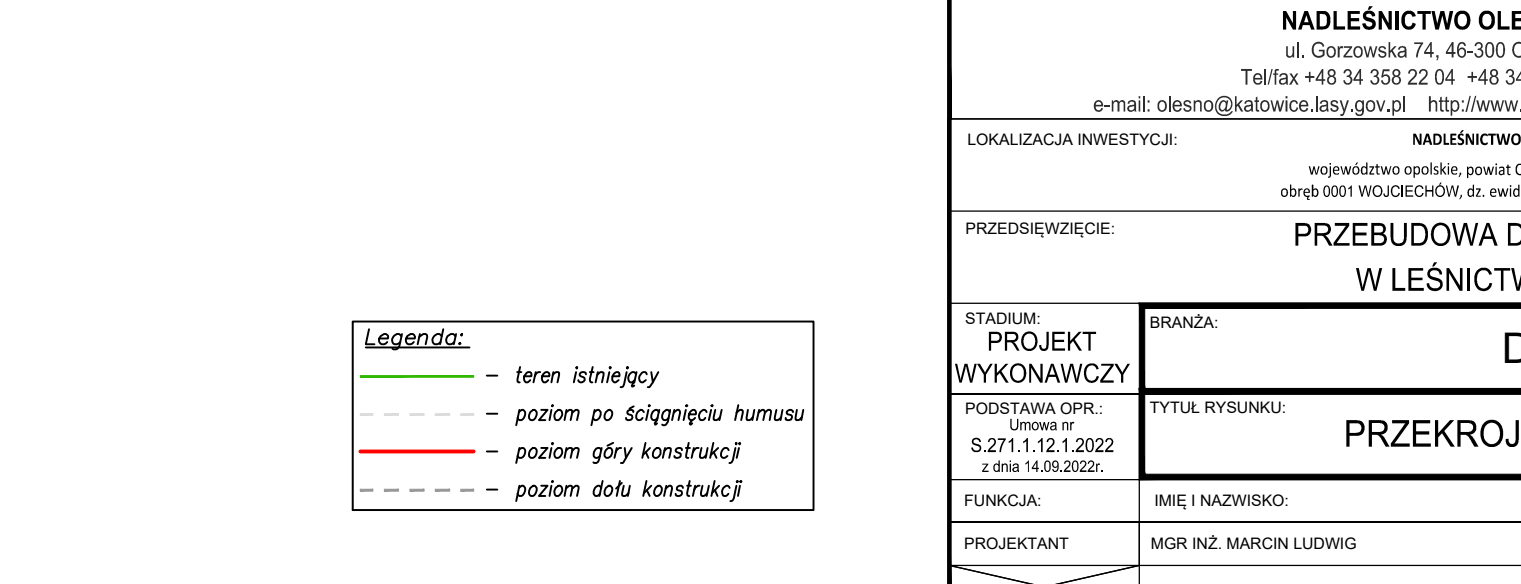 Legenda:
– teren istniejący
– poziom po ściągnięciu humusu
– poziom góry konstrukcji
– poziom dołu konstrukcji
NADLEŚNICTWO OLE
ul. Gorzowska 74, 46-300
Tel/fax +48 34 358 22 04 +48 34
e-mail: olesno@katowice.lasy.gov.pl http://www.
LOKALIZACJA INWESTYCJI:
NADLEŚNICTWO
województwo opolskie, powiat
obręb 0001 WOJCIECHÓW, dz. ewid
PRZEDSIĘWZIĘCIE:
PRZEBUDOWA D
W LEŚNICTW
STADIUM:
PROJEKT
WYKONAWCZY
BRANŻA:
D
PODSTAWA OPR.:
Umowa nr
S.271.1.12.1.2022
z dnia 14.09.2022r.
TYTUŁ RYSUNKU:
PRZEKROJ
FUNKCJA:
IMIĘ I NAZWISKO:
PROJEKTANT
MGR INŻ. MARCIN LUDWIG